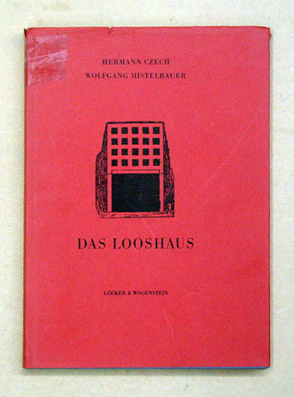 HERMANN CZECH
WOLFGANG MISTELBAUER
DAS LOOSHAUS
LÖCKER & WÖGENSTEIN